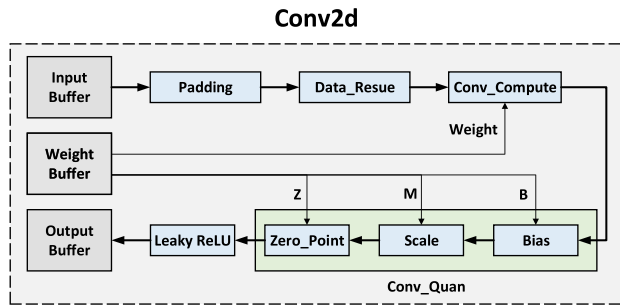 Conv2d
Input
Buffer
Padding
Data_Resue
Conv_Compute
Weight
Weight
Buffer
Z
M
B
Output
Buffer
Leaky ReLU
Zero_Point
Scale
Bias
Conv_Quan